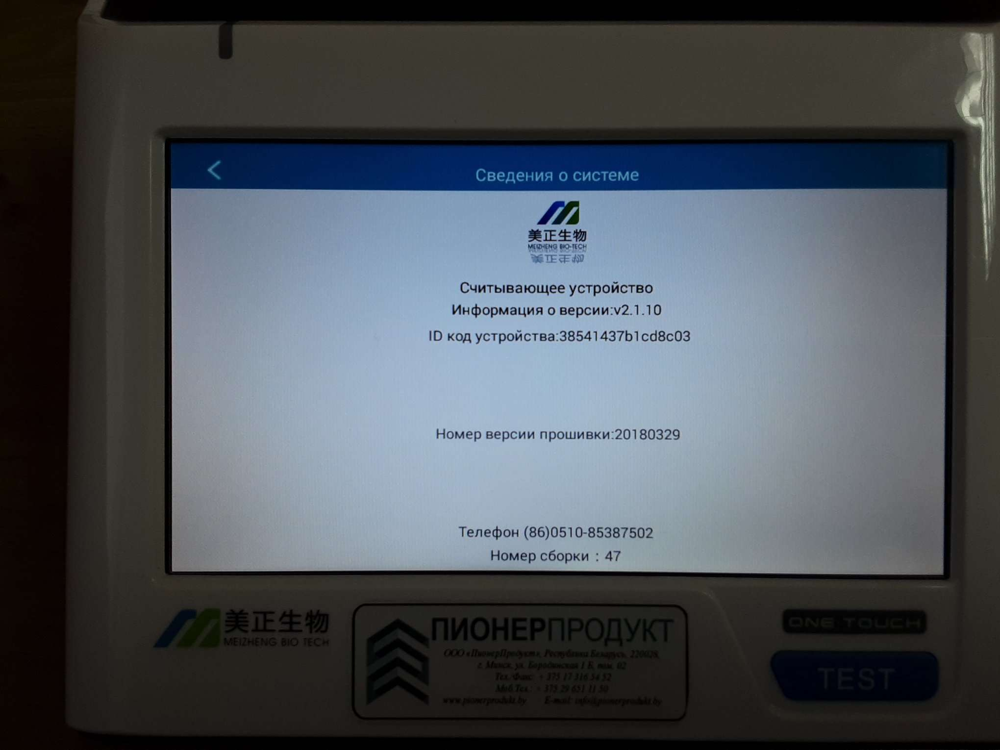 Сведения о системе
美正生物
MEIZHENG BIO-TECH
Считывающее устройство
Информация о версии:v2.1.10
ID код устройства:38541437b1cd8c03
Номер версии прошивки:20180329
Телефон (86)0510-85387502
Номер сборки : 47
美正生物
MEIZHENG BIO TECH
ПИОНЕРПРОДУКТ
ООО «ПионерПродукт», Республика Беларусь, 220028,
г. Минск, ул. Бородинская 1 Б, пом. 02
Тел./Факс: + 375 17 316 54 52
Моб.Тел.: + 375 29 651 11 50
www.pionerprodukt.by E-mail: info@pionerprodukt.by
ONE TOUCH
TEST